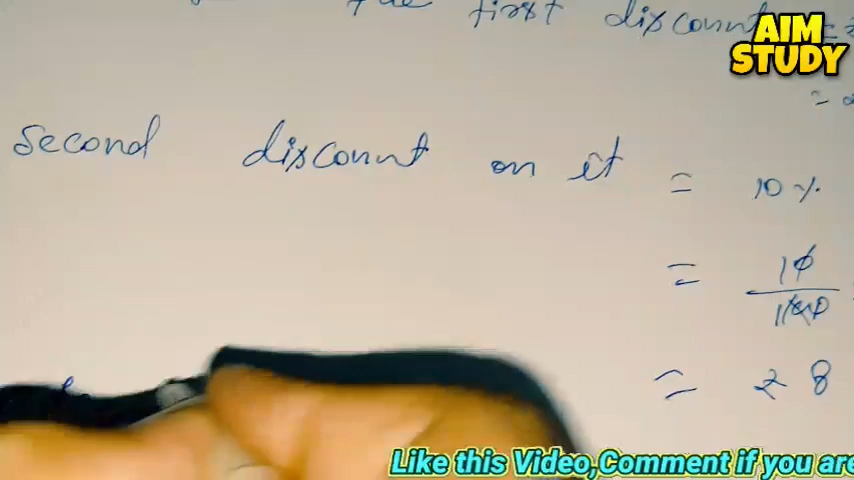 the first discount
AIM
STUDY
second discount on it = 10%
= 10
100
= ₹ 8
Like this Video,Comment if you are